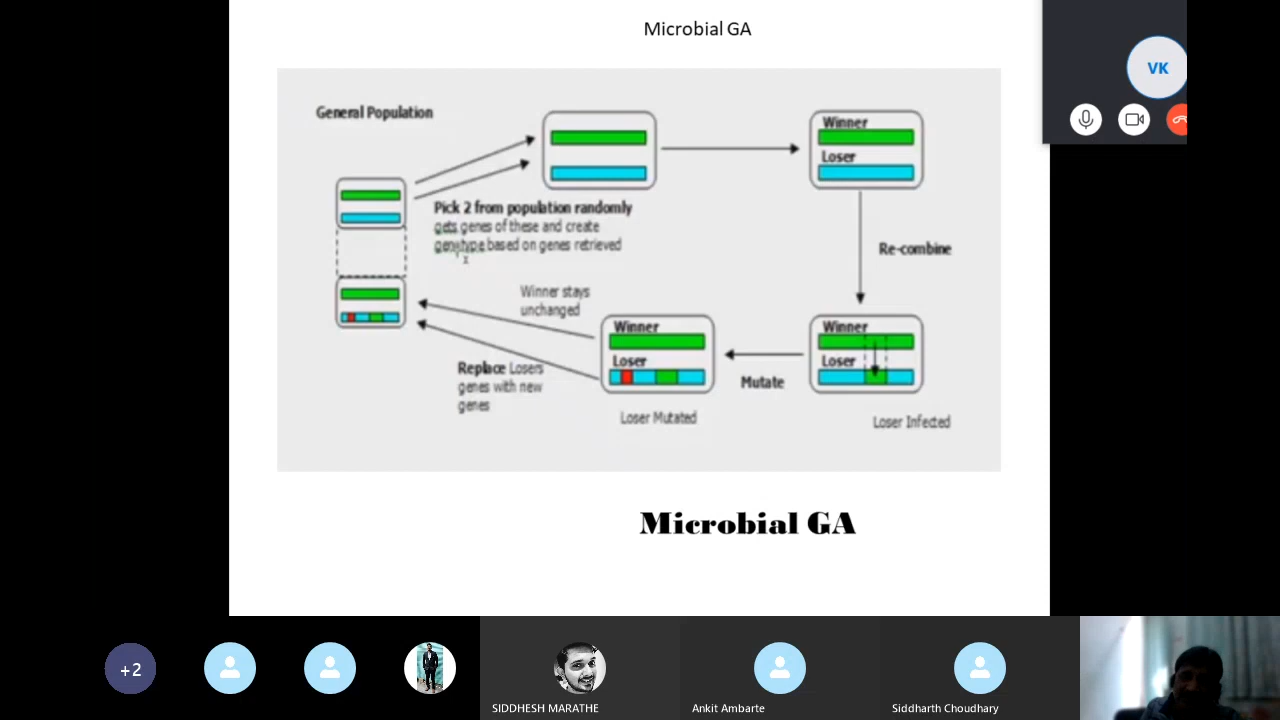 Microbial GA
VK
General Population
Winner
Loser
Pick 2 from population randomly
gets genes of these and create
genitype based on genes retrieved
Re-combine
Winner stays
unchanged
Winner
Loser
Winner
Loser
Replace Losers
genes with new
genes
Mutate
Loser Mutated
Loser Infected
Microbial GA
+2
SIDDHESH MARATHE
Ankit Ambarte
Siddharth Choudhary